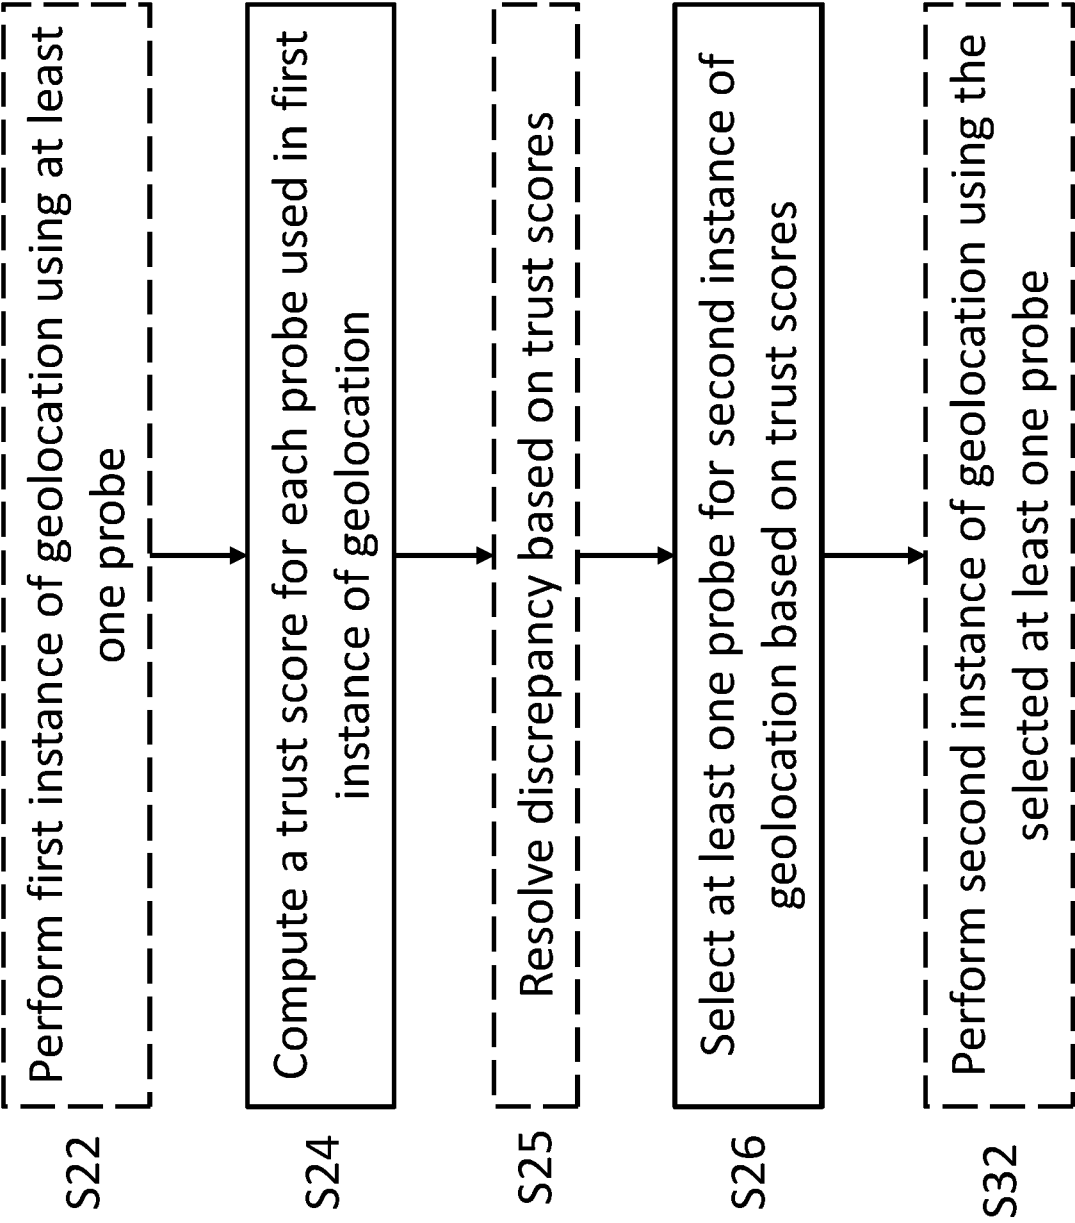 S22
Perform first instance of geolocation using at least
one probe
S24
Compute a trust score for each probe used in first
instance of geolocation
S25
Resolve discrepancy based on trust scores
S26
Select at least one probe for second instance of
geolocation based on trust scores
S32
Perform second instance of geolocation using the
selected at least one probe